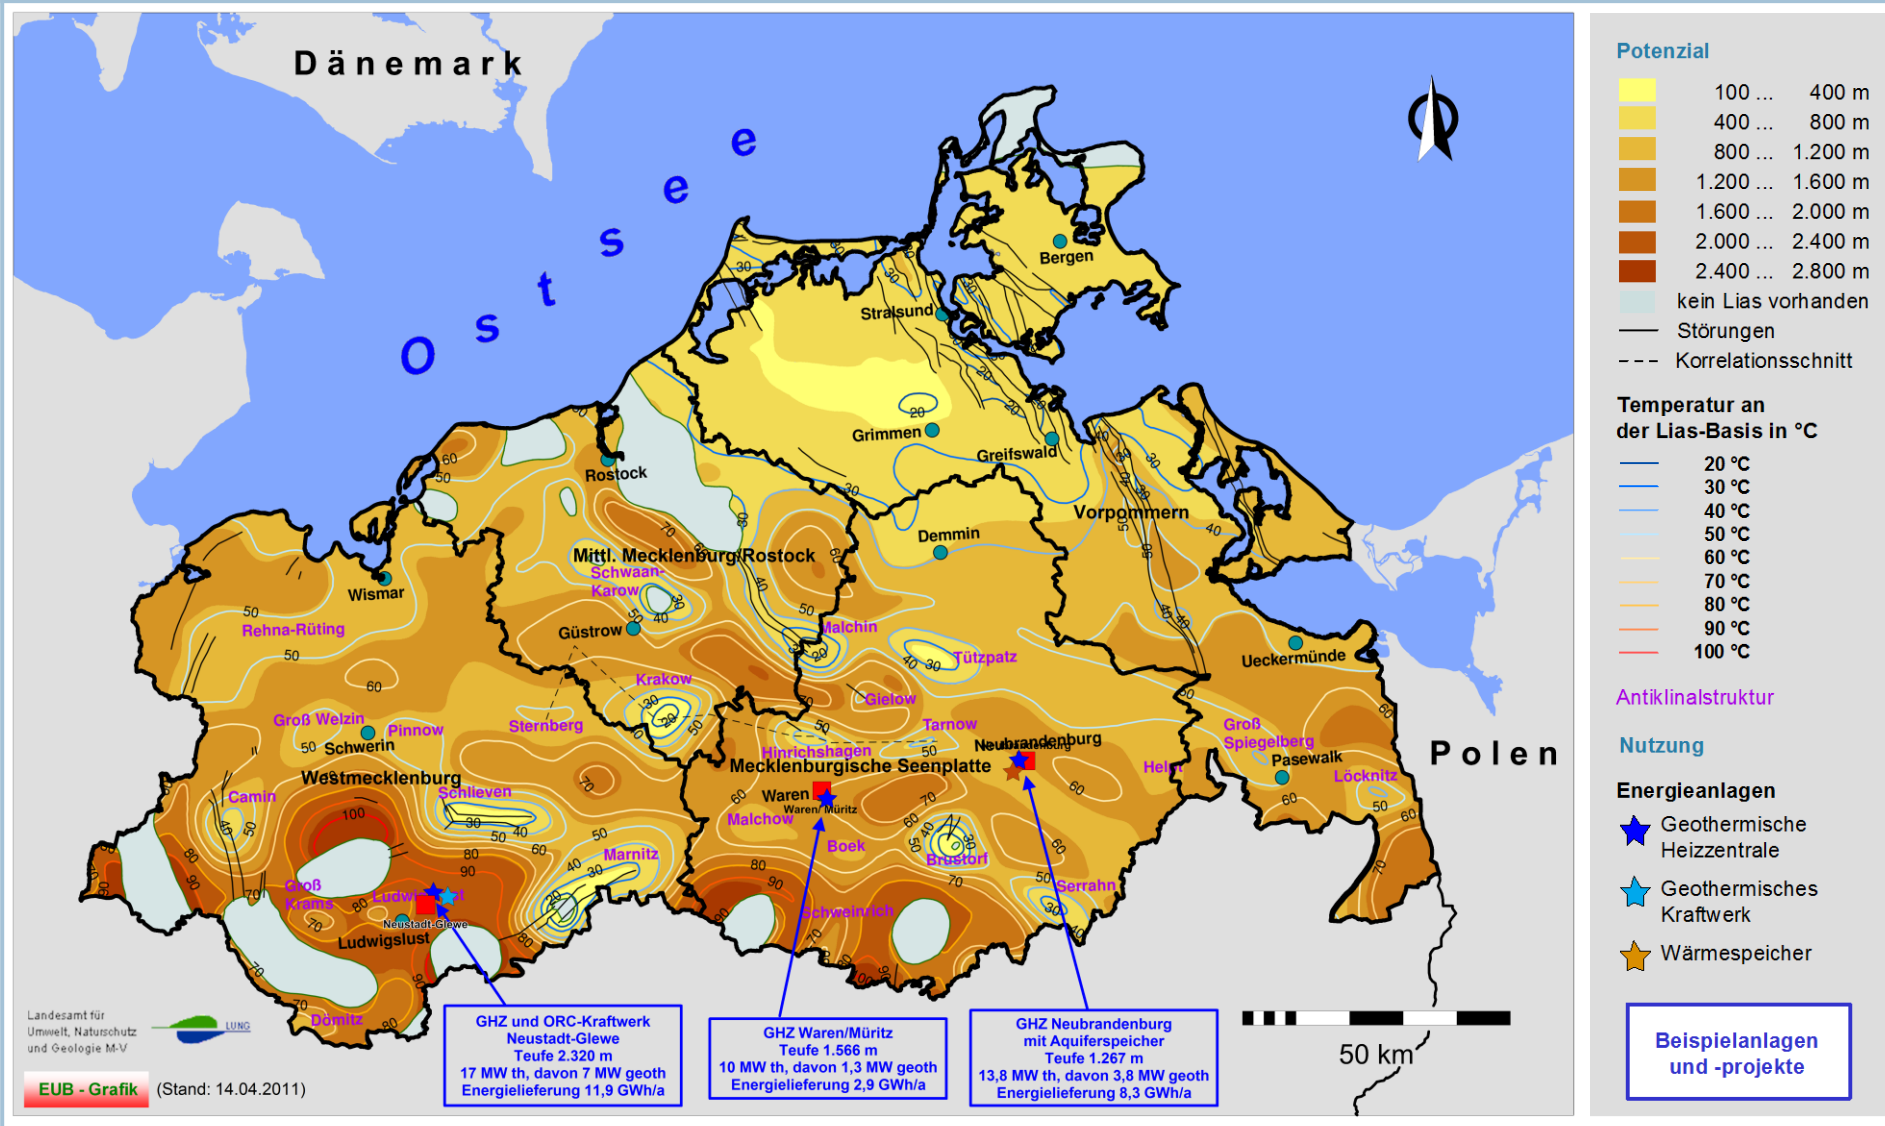 Dänemark
Ostsee
Polen
Bergen
Stralsund
Grimmen
Greifswald
Rostock
Demmin
Vorpommern
Mittl. Mecklenburg/Rostock
Schwaan-
Karow
Wismar
Rehna-Rüting
Güstrow
Malchin
Tützpatz
Ueckermünde
Krakow
Gielow
Groß Welzin
Pinnow
Sternberg
Schwerin
Tarnow
Groß
Spiegelberg
Hinrichshagen
Neubrandenburg
Neubrandenburg
Pasewalk
Mecklenburgische Seenplatte
Westmecklenburg
Löcknitz
Camin
Schlieven
Waren
Waren/ Müritz
Malchow
Boek
Brustorf
Marnitz
Serrahn
Groß
Krams
Schweinrich
Neustadt-Glewe
Ludwigslust
Dömitz
GHZ und ORC-Kraftwerk
Neustadt-Glewe
Teufe 2.320 m
17 MW th, davon 7 MW geoth
Energielieferung 11,9 GWh/a
GHZ Waren/Müritz
Teufe 1.566 m
10 MW th, davon 1,3 MW geoth
Energielieferung 2,9 GWh/a
GHZ Neubrandenburg
mit Aquiferspeicher
Teufe 1.267 m
13,8 MW th, davon 3,8 MW geoth
Energielieferung 8,3 GWh/a
50 km
Landesamt für
Umwelt, Naturschutz
und Geologie M-V
LUNG
EUB - Grafik (Stand: 14.04.2011)
Potenzial
100 ... 400 m
400 ... 800 m
800 ... 1.200 m
1.200 ... 1.600 m
1.600 ... 2.000 m
2.000 ... 2.400 m
2.400 ... 2.800 m
kein Lias vorhanden
Störungen
Korrelationsschnitt
Temperatur an
der Lias-Basis in °C
20 °C
30 °C
40 °C
50 °C
60 °C
70 °C
80 °C
90 °C
100 °C
Antiklinalstruktur
Nutzung
Energieanlagen
Geothermische
Heizzentrale
Geothermisches
Kraftwerk
Wärmespeicher
Beispielanlagen
und -projekte